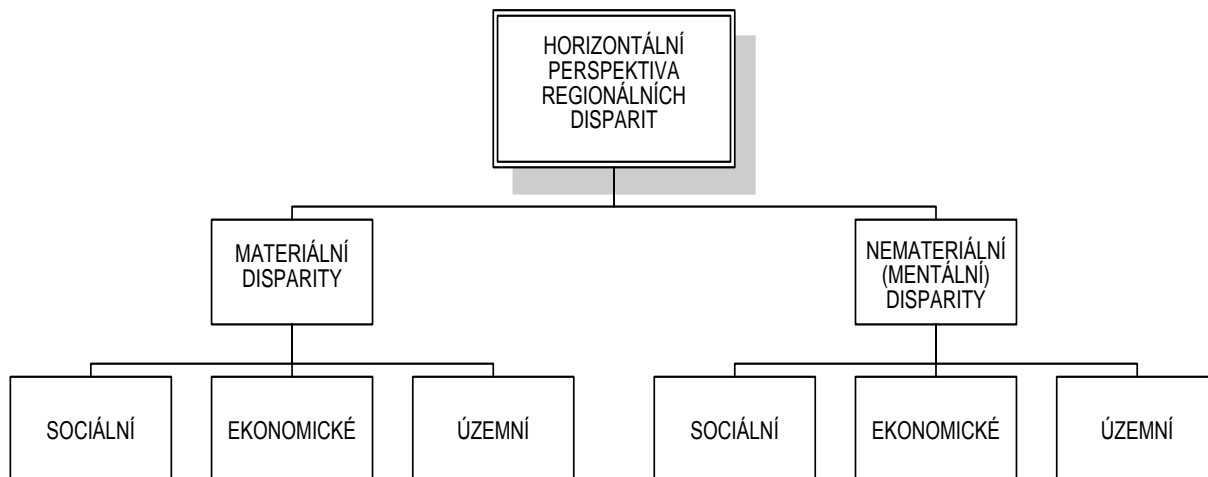 HORIZONTÁLNÍ
PERSPEKTIVA
REGIONÁLNÍCH
DISPARIT
MATERIÁLNÍ
DISPARITY
NEMATERIÁLNÍ
(MENTÁLNÍ)
DISPARITY
SOCIÁLNÍ
EKONOMICKÉ
ÚZEMNÍ
SOCIÁLNÍ
EKONOMICKÉ
ÚZEMNÍ